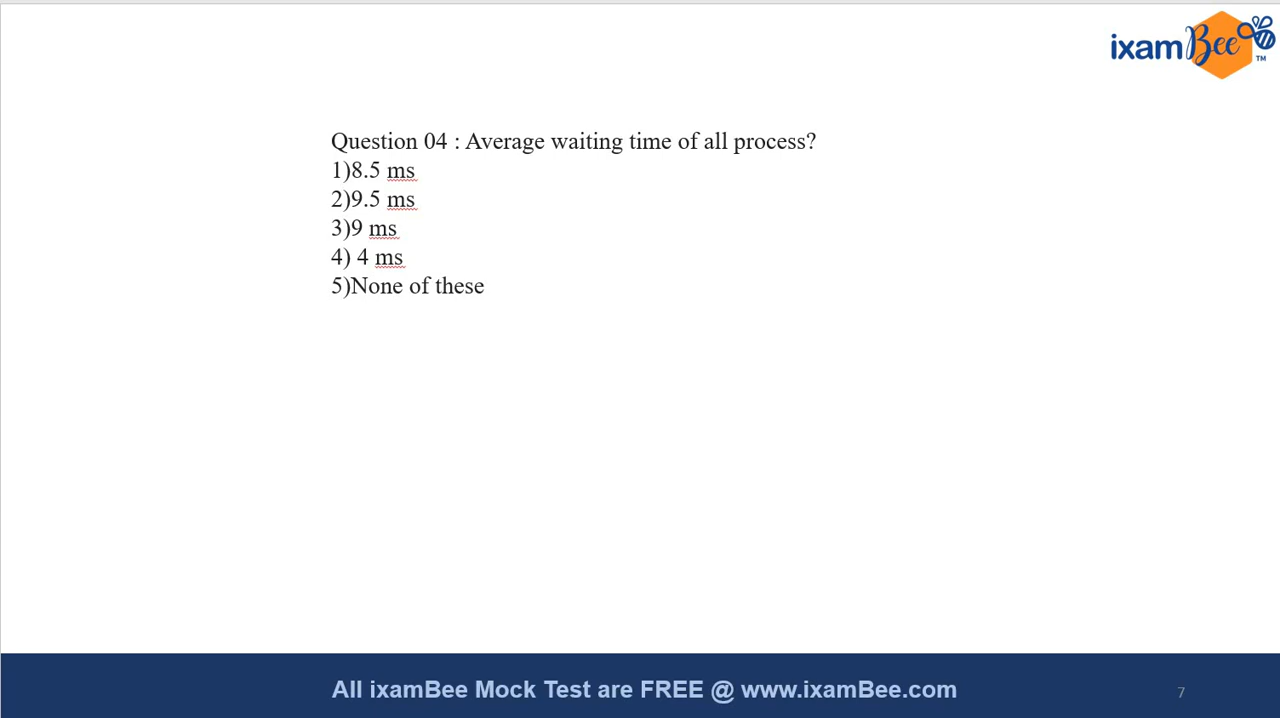 ixamBee™
Question 04 : Average waiting time of all process?
1)8.5 ms
2)9.5 ms
3)9 ms
4) 4 ms
5)None of these
All ixamBee Mock Test are FREE @ www.ixamBee.com
7